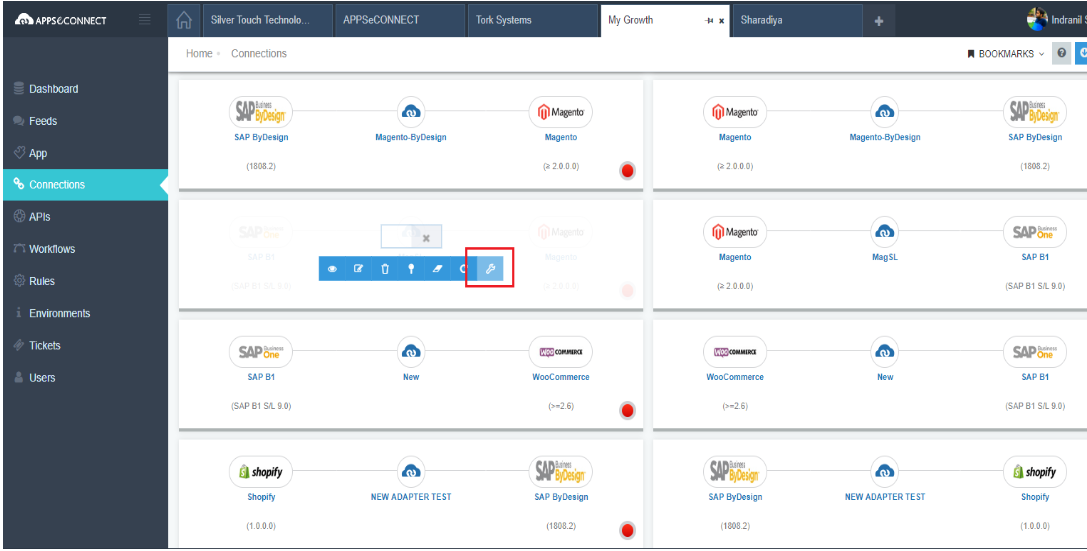 APPSeCONNECT
Silver Touch Technolo...
APPSeCONNECT
Tork Systems
My Growth
Sharadiya
Indranil S
Home
Connections
BOOKMARKS
Dashboard
Feeds
App
Connections
APIs
Workflows
Rules
Environments
Tickets
Users
SAP Business ByDesign
Magento
SAP ByDesign
Magento-ByDesign
Magento
(1808.2)
(≥ 2.0.0.0)
Magento
SAP Business ByDesign
Magento
Magento-ByDesign
SAP ByDesign
(≥ 2.0.0.0)
(1808.2)
SAP
Magento
SAP B1
Magento
(SAP B1 S/L 9.0)
(≥ 2.0.0.0)
Magento
SAP Business One
Magento
MagSL
SAP B1
(≥ 2.0.0.0)
(SAP B1 S/L 9.0)
SAP Business One
WOO COMMERCE
SAP B1
New
WooCommerce
(SAP B1 S/L 9.0)
(>=2.6)
WOO COMMERCE
SAP Business One
WooCommerce
New
SAP B1
(>=2.6)
(SAP B1 S/L 9.0)
shopify
SAP Business ByDesign
Shopify
NEW ADAPTER TEST
SAP ByDesign
(1.0.0.0)
(1808.2)
SAP Business ByDesign
shopify
SAP ByDesign
NEW ADAPTER TEST
Shopify
(1808.2)
(1.0.0.0)